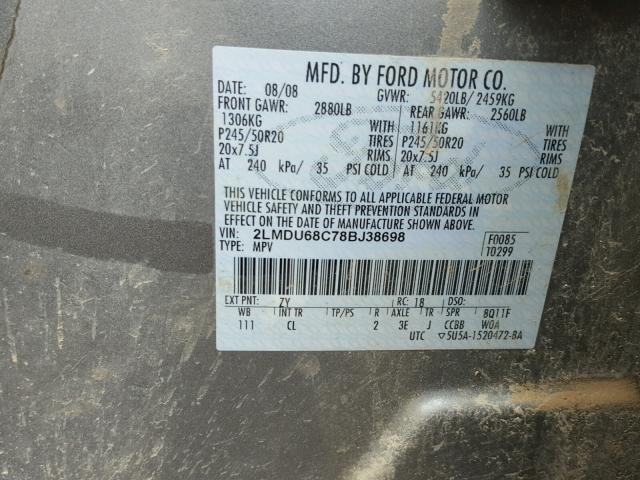 MFD. BY FORD MOTOR CO.
DATE: 08/08 GVWR: 5420LB/ 2459KG
FRONT GAWR: 2880LB REAR GAWR: 2560LB
1306KG WITH 1161KG WITH
P245/50R20 TIRES P245/50R20 TIRES
20x7.5J RIMS 20x7.5J RIMS
AT 240 kPa/ 35 PSI COLD AT 240 kPa/ 35 PSI COLD
THIS VEHICLE CONFORMS TO ALL APPLICABLE FEDERAL MOTOR
VEHICLE SAFETY AND THEFT PREVENTION STANDARDS IN
EFFECT ON THE DATE OF MANUFACTURE SHOWN ABOVE.
VIN: 2LMDU68C78BJ38698 F0085
TYPE: MPV T0299
EXT PNT: ZY RC: 18 DSO:
WB INT TR TP/PS R AXLE TR SPR 8Q11F
111 CL 2 3E J CCBB WOA
UTC ▽5U5A-1520472-BA